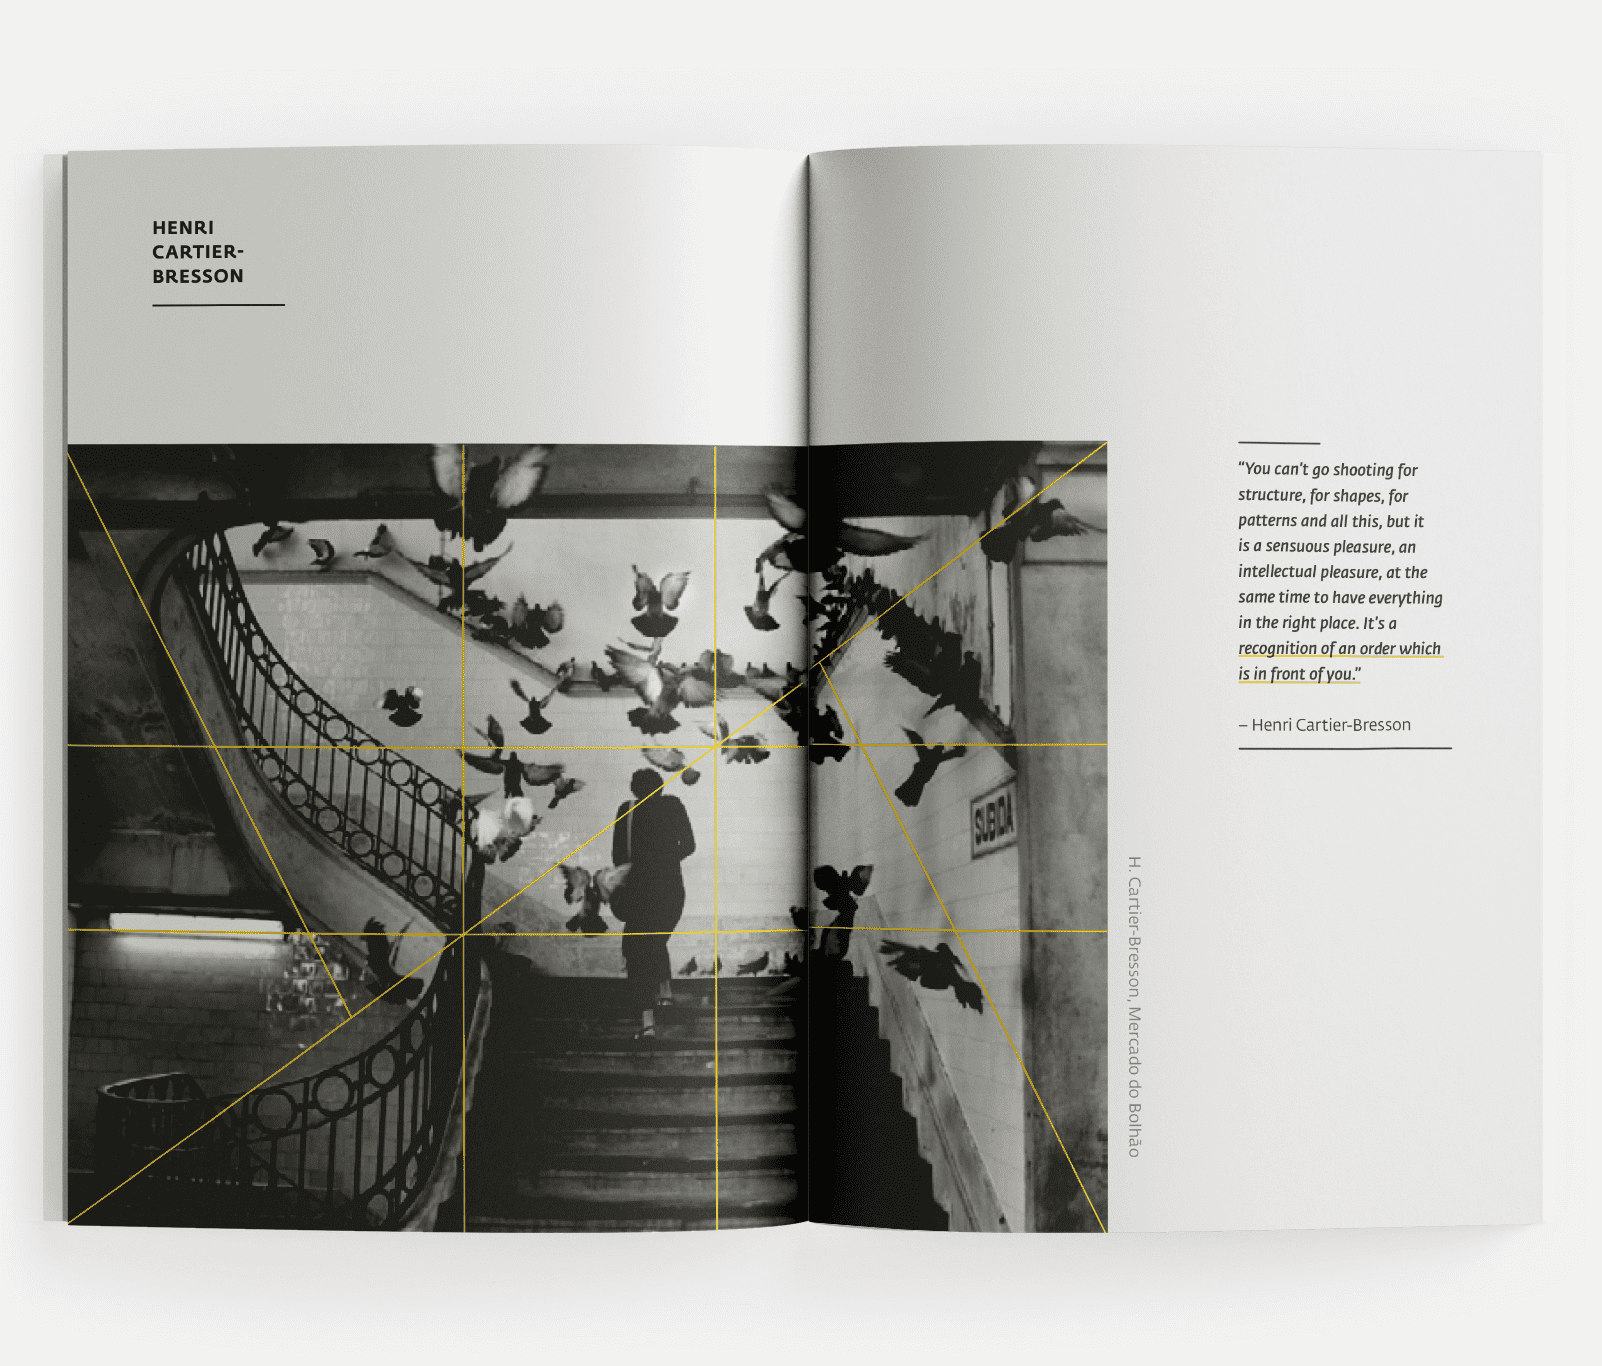 HENRI
CARTIER-
BRESSON
SUBIDA
“You can't go shooting for
structure, for shapes, for
patterns and all this, but it
is a sensuous pleasure, an
intellectual pleasure, at the
same time to have everything
in the right place. It's a
recognition of an order which
is in front of you.”
– Henri Cartier-Bresson
H. Cartier-Bresson, Mercado do Bolhão